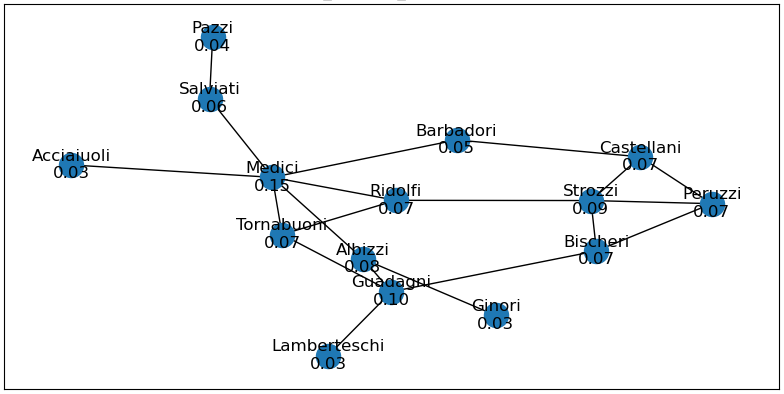 Pazzi
0.04
Salviati
0.06
Barbadori
0.05
Castellani
0.07
Acciaiuoli
0.03
Medici
0.15
Ridolfi
0.07
Strozzi
0.09
Peruzzi
0.07
Tornabuoni
0.07
Albizzi
0.08
Bischeri
0.07
Guadagni
0.10
Ginori
0.03
Lamberteschi
0.03